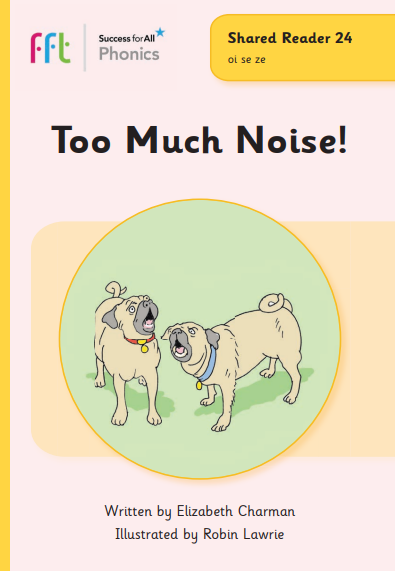 fft
Success for All
Phonics
Shared Reader 24
oi se ze
Too Much Noise!
Written by Elizabeth Charman
Illustrated by Robin Lawrie